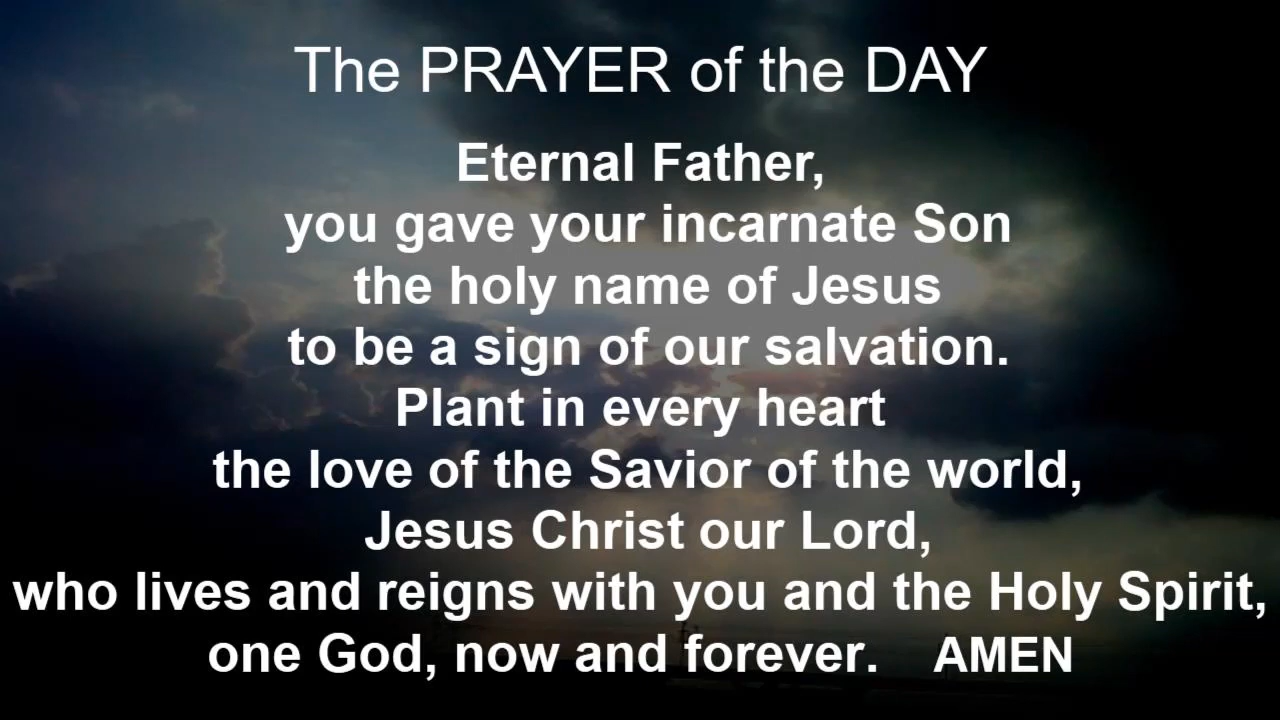 The PRAYER of the DAY
Eternal Father,
you gave your incarnate Son
the holy name of Jesus
to be a sign of our salvation.
Plant in every heart
the love of the Savior of the world,
Jesus Christ our Lord,
who lives and reigns with you and the Holy Spirit,
one God, now and forever. AMEN